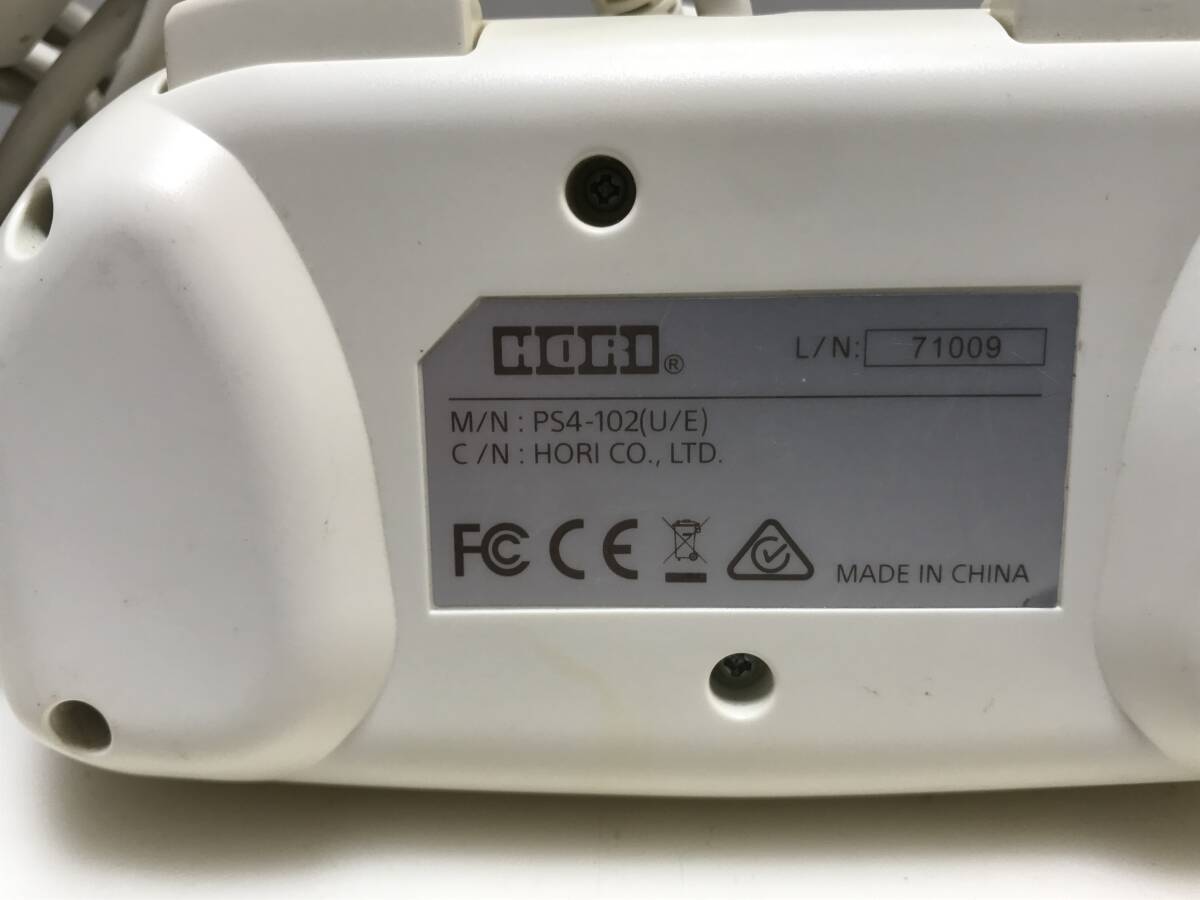 HORI®
L/N: 71009
M/N : PS4-102(U/E)
C/N : HORI CO., LTD.
FC CE
MADE IN CHINA